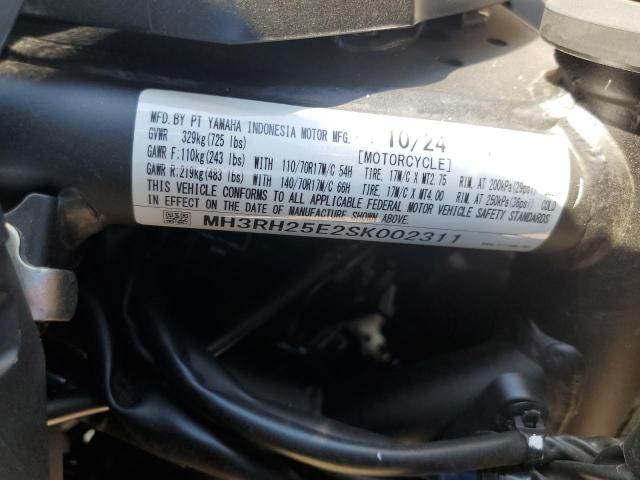 MFD. BY PT YAMAHA INDONESIA MOTOR MFG. 10/24
GVWR 329kg(725 lbs) [MOTORCYCLE]
GAWR F:110kg(243 lbs) WITH 110/70R17M/C 54H TIRE, 17M/C X MT2.75 RIM, AT 200kPa(29psi)
GAWR R:219kg(483 lbs) WITH 140/70R17M/C 66H TIRE, 17M/C X MT4.00 RIM, AT 250kPa(36psi) COLD
THIS VEHICLE CONFORMS TO ALL APPLICABLE FEDERAL MOTOR VEHICLE SAFETY STANDARDS
IN EFFECT ON THE DATE OF MANUFACTURE SHOWN ABOVE.
MH3RH25E2SK002311